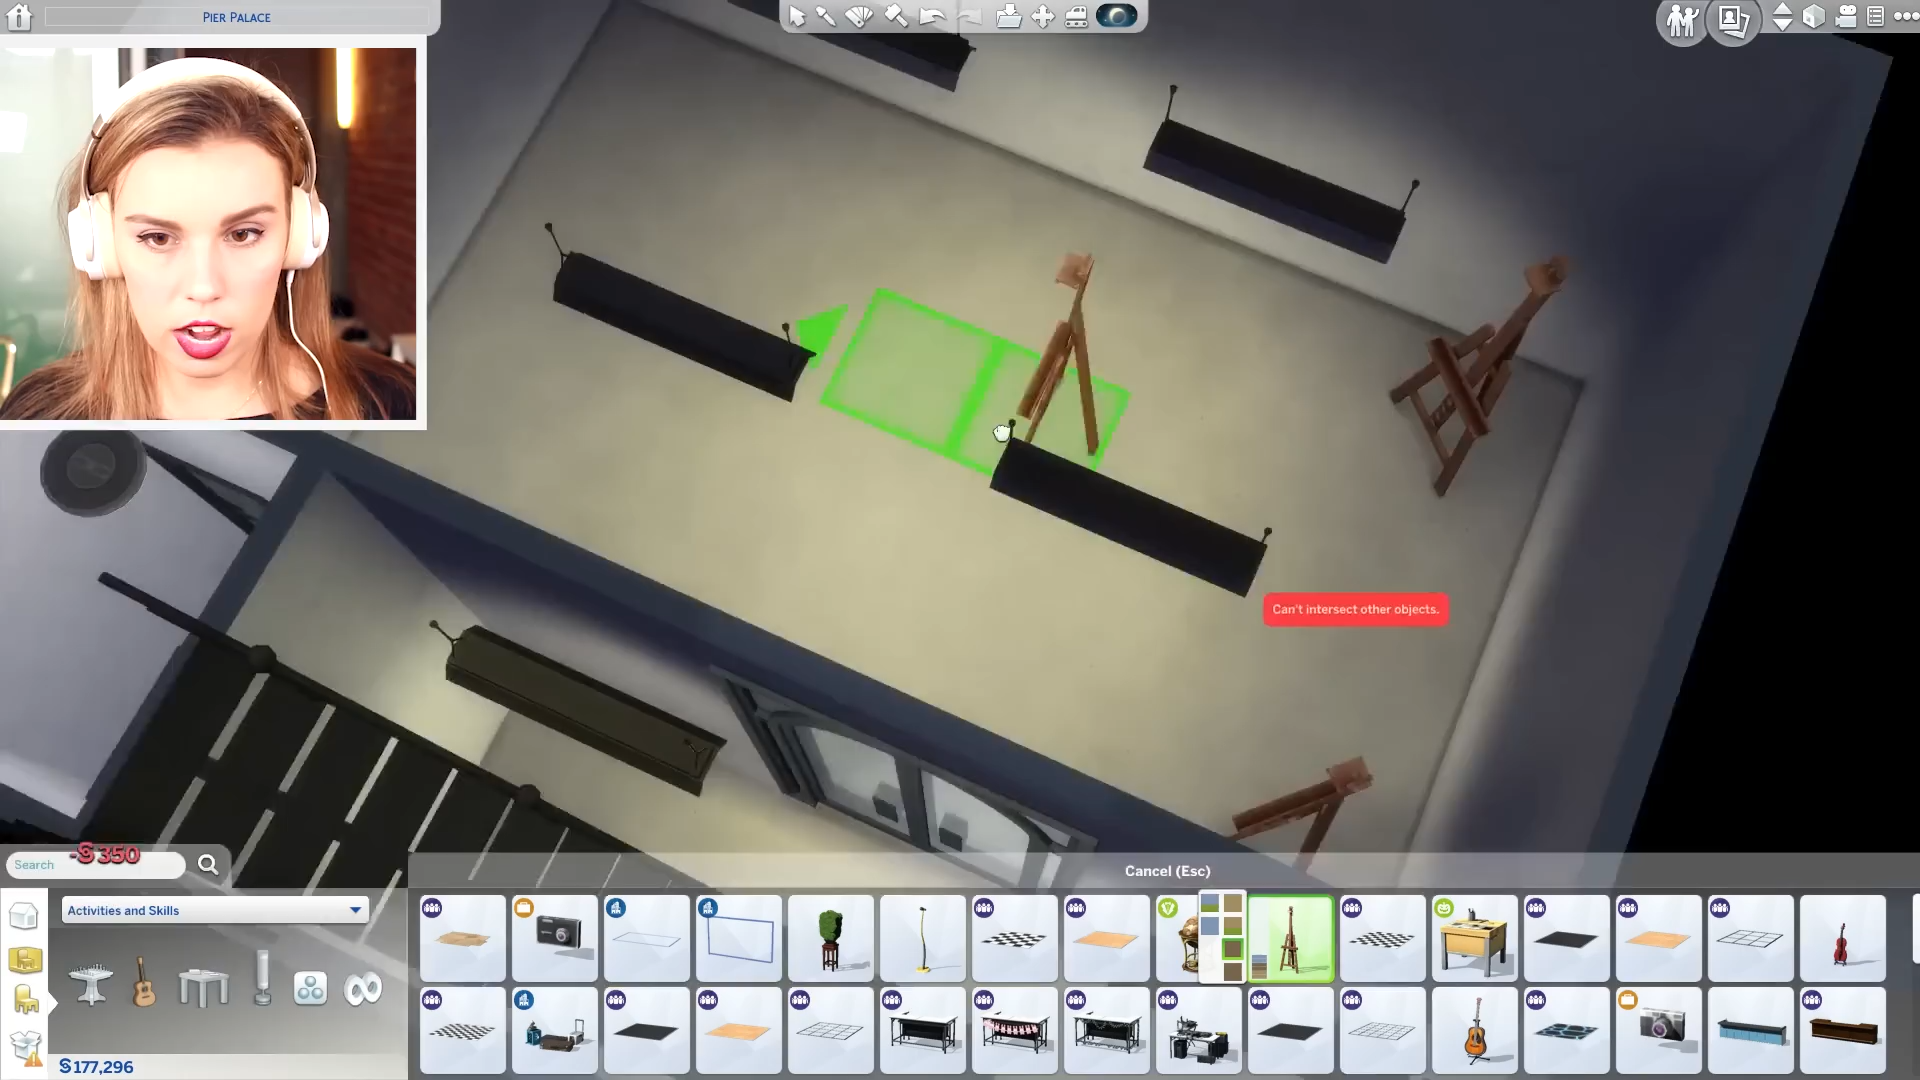 PIER PALACE
Can't intersect other objects.
-§350
Search
Cancel (Esc)
Activities and Skills
§177,296